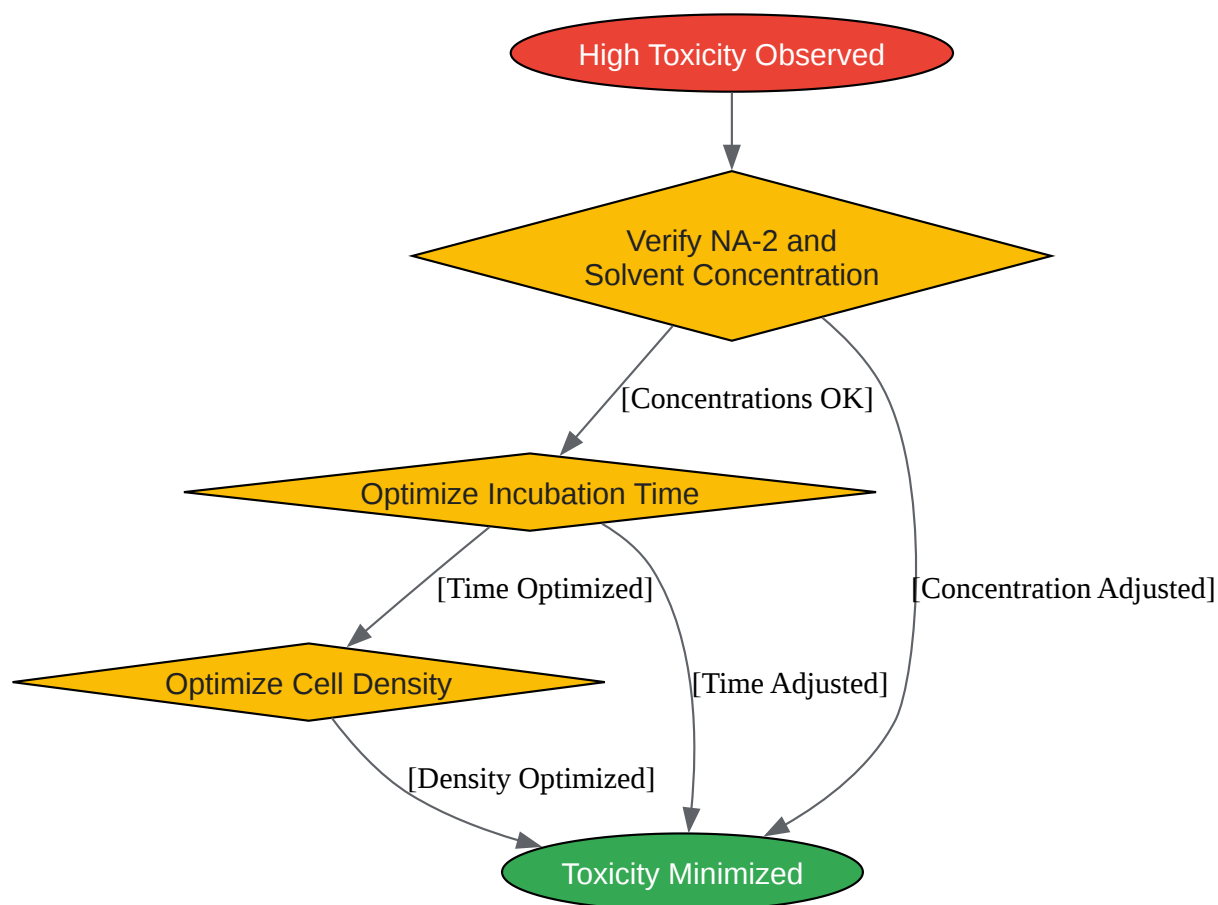 High Toxicity Observed
Verify NA-2 and
Solvent Concentration
[Concentrations OK]
Optimize Incubation Time
[Time Optimized]
[Concentration Adjusted]
Optimize Cell Density
[Time Adjusted]
[Density Optimized]
Toxicity Minimized